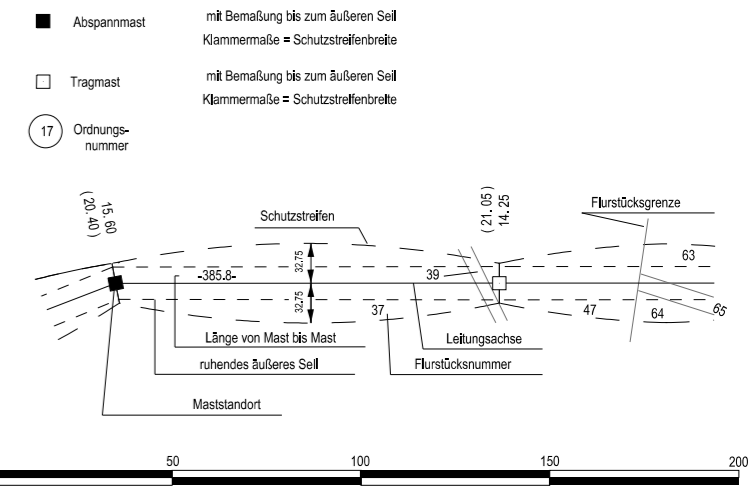 Abspannmast
mit Bemaßung bis zum äußeren Seil
Klammermaße = Schutzstreifenbreite
Tragmast
mit Bemaßung bis zum äußeren Seil
Klammermaße = Schutzstreifenbreite
17
Ordnungs-
nummer
15.60
(20.40)
Schutzstreifen
(21.05)
14.25
Flurstücksgrenze
63
32,75
-385.8-
39
32,75
37
47
64
65
Länge von Mast bis Mast
Leitungsachse
ruhendes äußeres Seil
Flurstücksnummer
Maststandort
50
100
150
200